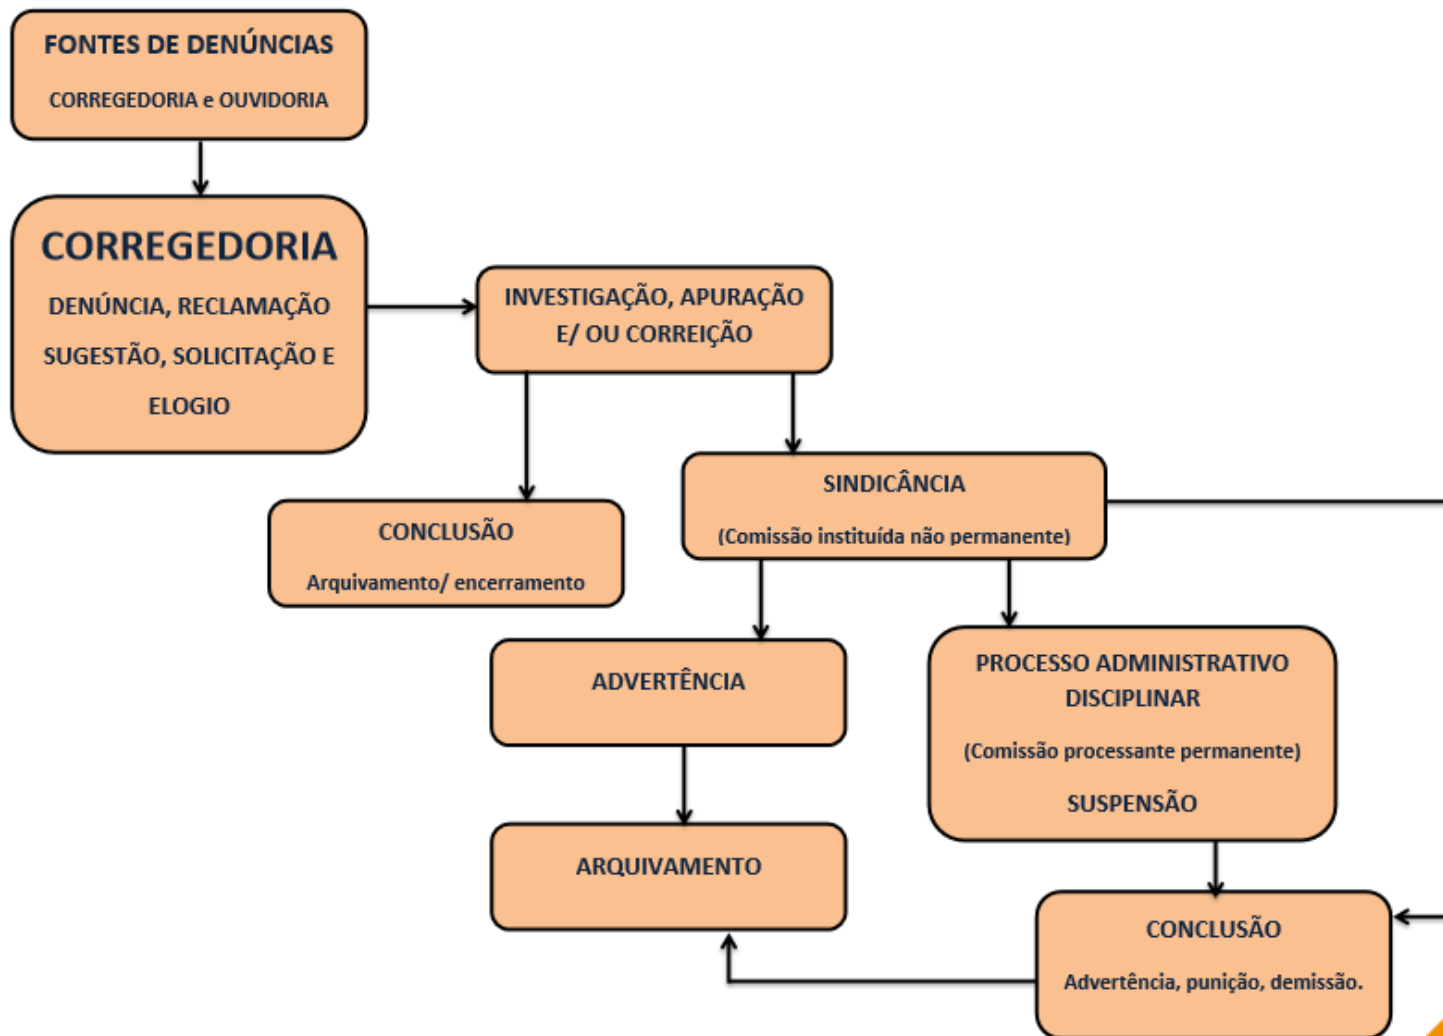 FONTES DE DENÚNCIAS
CORREGEDORIA e OUVIDORIA
CORREGEDORIA
DENÚNCIA, RECLAMAÇÃO
SUGESTÃO, SOLICITAÇÃO E
ELOGIO
INVESTIGAÇÃO, APURAÇÃO
E/ OU CORREIÇÃO
CONCLUSÃO
Arquivamento/ encerramento
SINDICÂNCIA
(Comissão instituída não permanente)
ADVERTÊNCIA
PROCESSO ADMINISTRATIVO
DISCIPLINAR
(Comissão processante permanente)
SUSPENSÃO
ARQUIVAMENTO
CONCLUSÃO
Advertência, punição, demissão.